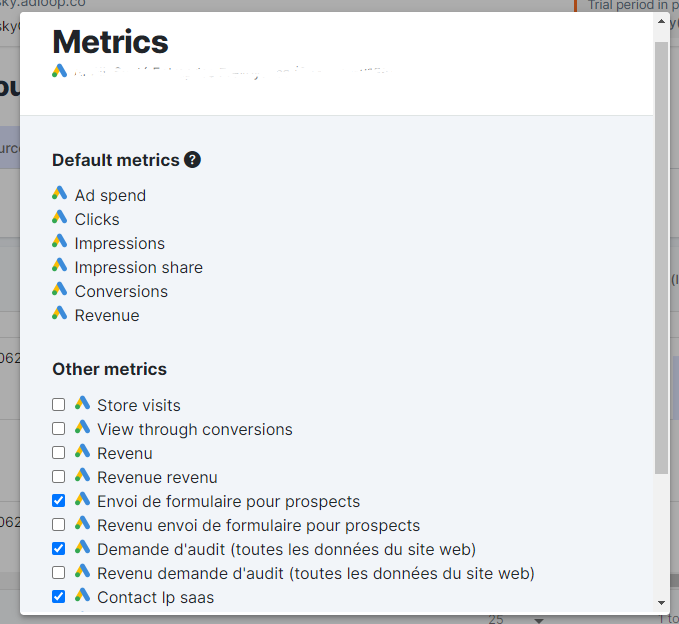 sky.adloop.co
Trial period in p
Metrics
Default metrics ?
Ad spend
Clicks
Impressions
Impression share
Conversions
Revenue
Other metrics
Store visits
View through conversions
Revenu
Revenue revenu
Envoi de formulaire pour prospects
Revenu envoi de formulaire pour prospects
Demande d'audit (toutes les données du site web)
Revenu demande d'audit (toutes les données du site web)
Contact lp saas
062
062
25
1 to